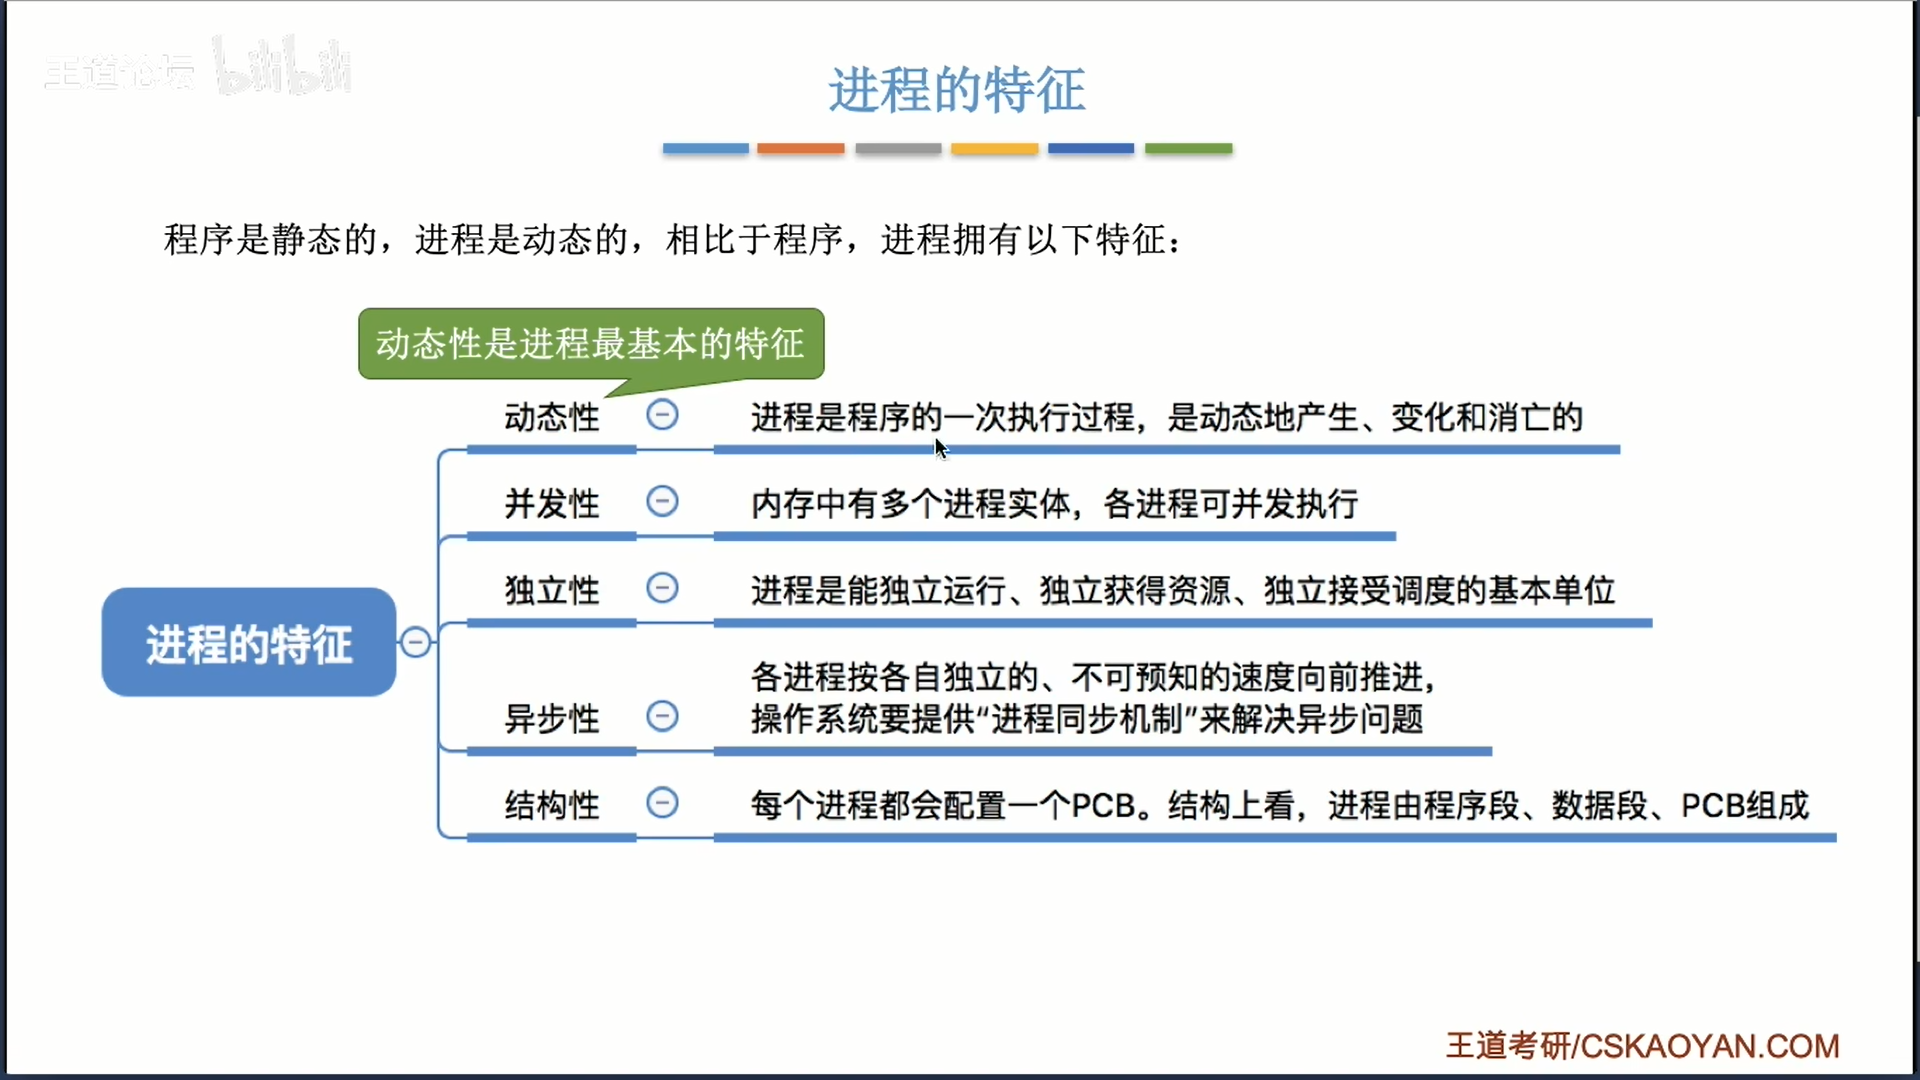 王道论坛 bilibili
进程的特征
程序是静态的，进程是动态的，相比于程序，进程拥有以下特征：
动态性是进程最基本的特征
动态性 进程是程序的一次执行过程，是动态地产生、变化和消亡的
并发性 内存中有多个进程实体，各进程可并发执行
独立性 进程是能独立运行、独立获得资源、独立接受调度的基本单位
进程的特征
各进程按各自独立的、不可预知的速度向前推进，
异步性 操作系统要提供“进程同步机制”来解决异步问题
结构性 每个进程都会配置一个PCB。结构上看，进程由程序段、数据段、PCB组成
王道考研/CSKAOYAN.COM